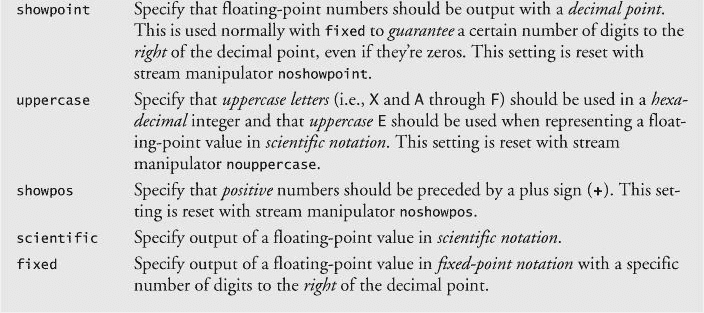 showpoint Specify that floating-point numbers should be output with a decimal point.
This is used normally with fixed to guarantee a certain number of digits to the
right of the decimal point, even if they're zeros. This setting is reset with
stream manipulator noshowpoint.
uppercase Specify that uppercase letters (i.e., X and A through F) should be used in a hexa-
decimal integer and that uppercase E should be used when representing a float-
ing-point value in scientific notation. This setting is reset with stream
manipulator nouppercase.
showpos Specify that positive numbers should be preceded by a plus sign (+). This set-
ting is reset with stream manipulator noshowpos.
scientific Specify output of a floating-point value in scientific notation.
fixed Specify output of a floating-point value in fixed-point notation with a specific
number of digits to the right of the decimal point.